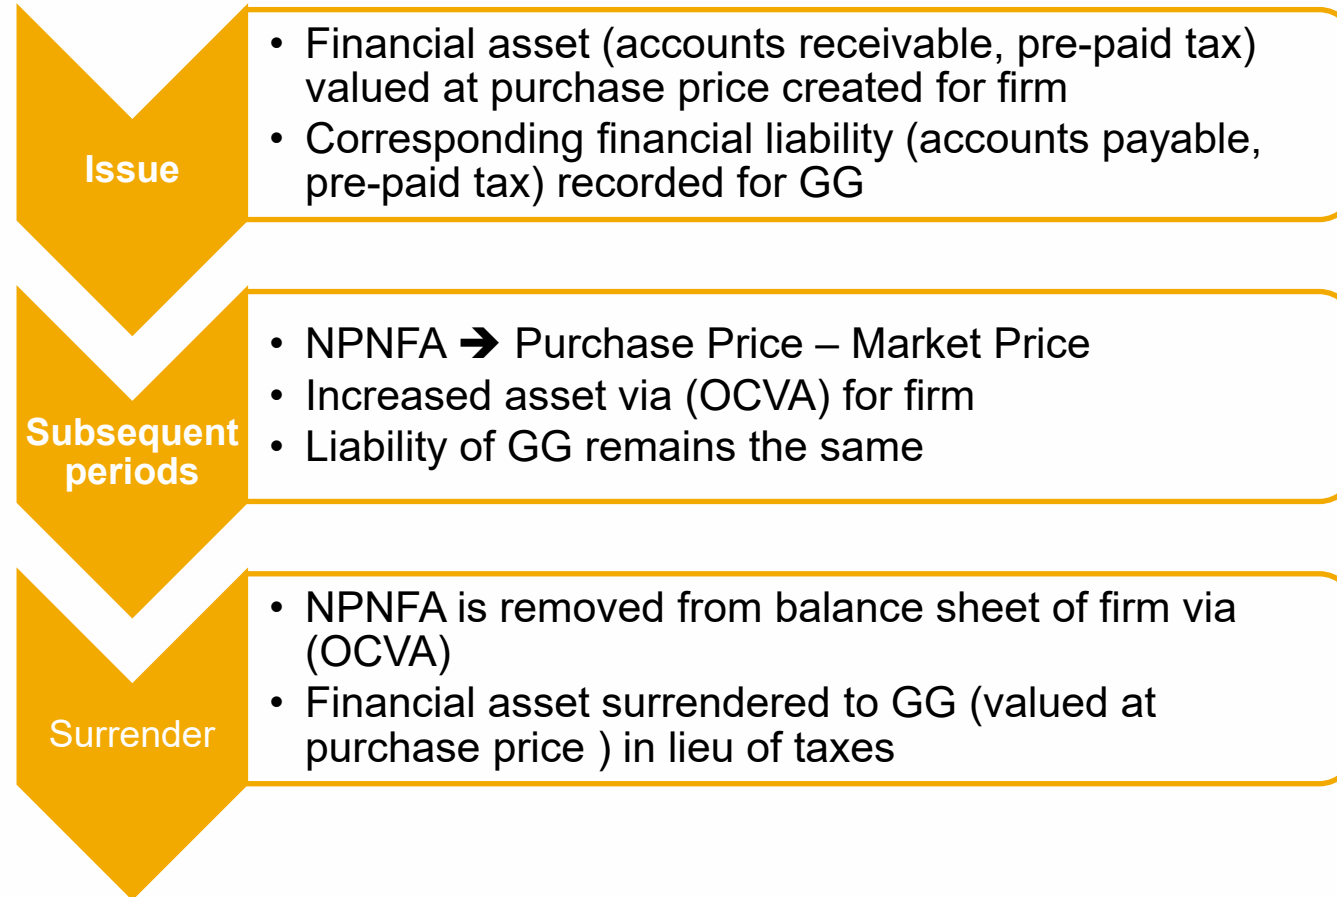 Issue
• Financial asset (accounts receivable, pre-paid tax)
valued at purchase price created for firm
• Corresponding financial liability (accounts payable,
pre-paid tax) recorded for GG
Subsequent
periods
• NPNFA ➔ Purchase Price – Market Price
• Increased asset via (OCVA) for firm
• Liability of GG remains the same
Surrender
• NPNFA is removed from balance sheet of firm via
(OCVA)
• Financial asset surrendered to GG (valued at
purchase price ) in lieu of taxes